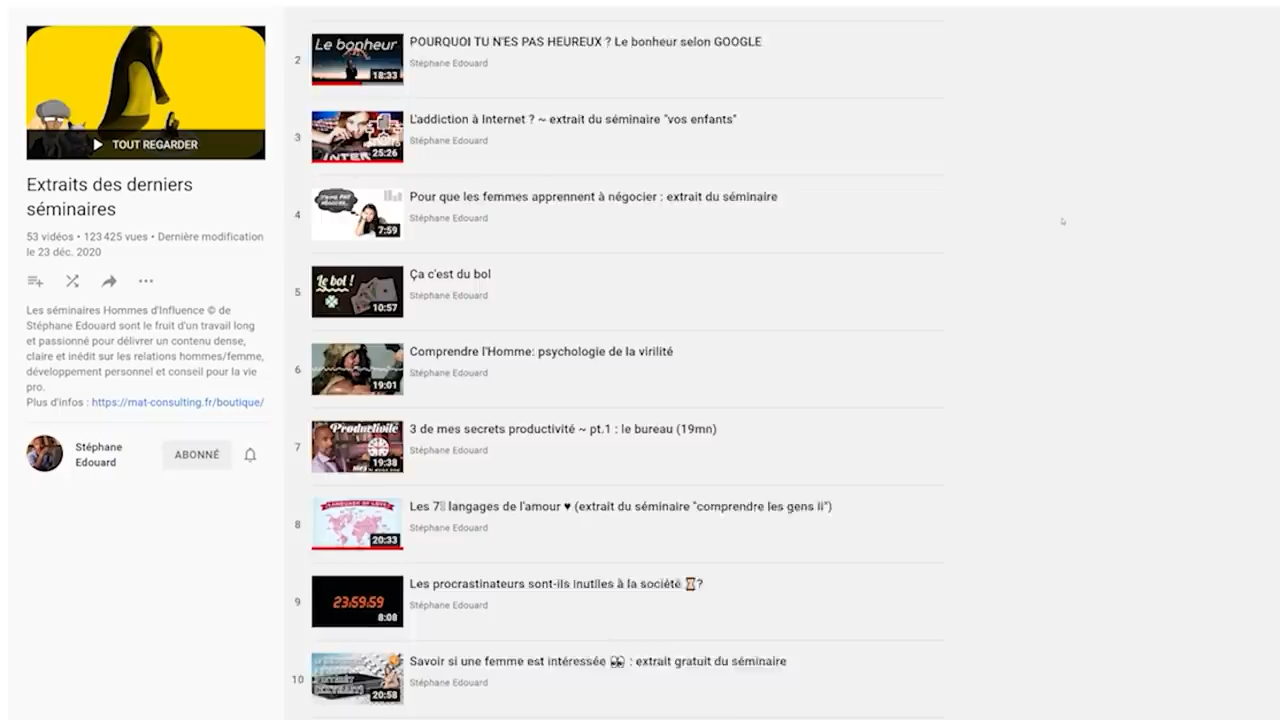 TOUT REGARDER
Extraits des derniers
séminaires
53 vidéos • 123 425 vues • Dernière modification
le 23 déc. 2020
Les séminaires Hommes d'Influence © de
Stéphane Edouard sont le fruit d'un travail long
et passionné pour délivrer un contenu dense,
claire et inédit sur les relations hommes/femme,
développement personnel et conseil pour la vie
pro.
Plus d'infos : https://mat-consulting.fr/boutique/
Stéphane
Edouard
ABONNÉ
2
Le bonheur
18:33
POURQUOI TU N'ES PAS HEUREUX ? Le bonheur selon GOOGLE
Stéphane Edouard
3
INTER
25:26
L'addiction à Internet ? ~ extrait du séminaire "vos enfants"
Stéphane Edouard
4
7:59
Pour que les femmes apprennent à négocier : extrait du séminaire
Stéphane Edouard
5
Le bol !
10:57
Ça c'est du bol
Stéphane Edouard
6
19:01
Comprendre l'Homme: psychologie de la virilité
Stéphane Edouard
7
Productivité
19:38
3 de mes secrets productivité ~ pt.1 : le bureau (19mn)
Stéphane Edouard
8
LANGUAGE OF LOVE
20:33
Les 7 langages de l'amour ♥ (extrait du séminaire "comprendre les gens ii")
Stéphane Edouard
9
23:59:59
8:08
Les procrastinateurs sont-ils inutiles à la société ⌛?
Stéphane Edouard
10
20:58
Savoir si une femme est intéressée 👀 : extrait gratuit du séminaire
Stéphane Edouard